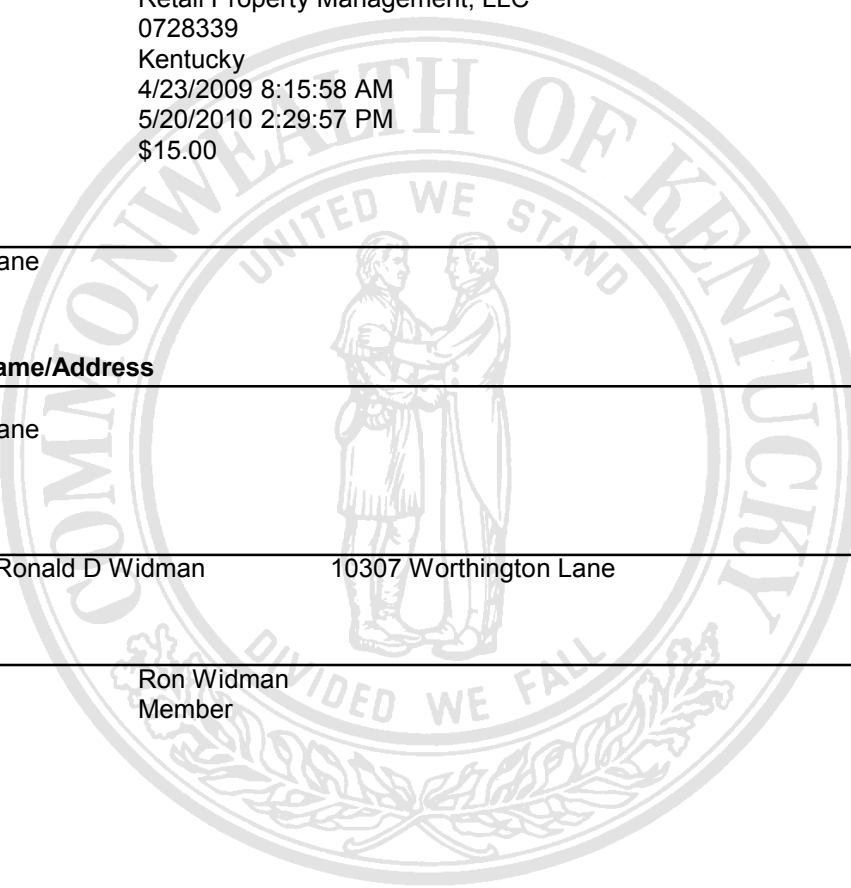 Retail Property Management, LLC
0728339
Kentucky
4/23/2009 8:15:58 AM
5/20/2010 2:29:57 PM
$15.00
ane
ame/Address
ane
Ronald D Widman 10307 Worthington Lane
Ron Widman
Member
COMMONWEALTH OF KENTUCKY
UNITED WE STAND
DIVIDED WE FALL